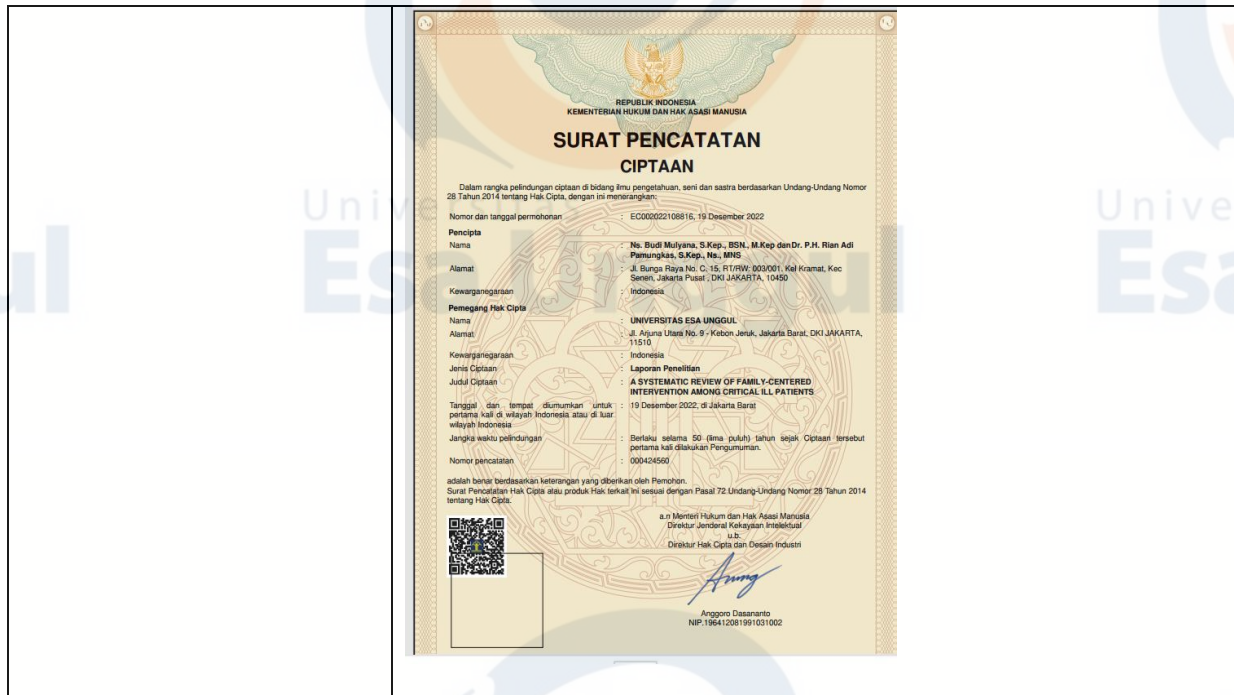 REPUBLIK INDONESIA
KEMENTERIAN HUKUM DAN HAK ASASI MANUSIA
SURAT PENCATATAN
CIPTAAN
Dalam rangka pelindungan ciptaan di bidang ilmu pengetahuan, seni dan sastra berdasarkan Undang-Undang Nomor
28 Tahun 2014 tentang Hak Cipta, dengan ini menerangkan:
Nomor dan tanggal permohonan : EC002022108816, 19 Desember 2022
Pencipta
Nama : Ns. Budi Mulyana, S.Kep., BSN., M.Kep danDr. P.H. Rian Adi
Pamungkas, S.Kep., Ns., MNS
Alamat : Jl. Bunga Raya No. C. 15, RT/RW: 003/001. Kel Kramat, Kec
Senen, Jakarta Pusat , DKI JAKARTA, 10450
Kewarganegaraan : Indonesia
Pemegang Hak Cipta
Nama : UNIVERSITAS ESA UNGGUL
Alamat : Jl. Arjuna Utara No. 9 - Kebon Jeruk, Jakarta Barat, DKI JAKARTA,
11510
Kewarganegaraan : Indonesia
Jenis Ciptaan : Laporan Penelitian
Judul Ciptaan : A SYSTEMATIC REVIEW OF FAMILY-CENTERED
INTERVENTION AMONG CRITICAL ILL PATIENTS
Tanggal dan tempat diumumkan untuk : 19 Desember 2022, di Jakarta Barat
pertama kali di wilayah Indonesia atau di luar
wilayah Indonesia
Jangka waktu pelindungan : Berlaku selama 50 (lima puluh) tahun sejak Ciptaan tersebut
pertama kali dilakukan Pengumuman.
Nomor pencatatan : 000424560
adalah benar berdasarkan keterangan yang diberikan oleh Pemohon.
Surat Pencatatan Hak Cipta atau produk Hak terkait ini sesuai dengan Pasal 72 Undang-Undang Nomor 28 Tahun 2014
tentang Hak Cipta.
a.n Menteri Hukum dan Hak Asasi Manusia
Direktur Jenderal Kekayaan Intelektual
u.b.
Direktur Hak Cipta dan Desain Industri
Anggoro Dasananto
NIP.196412081991031002
Universitas
Esa Unggul
Unive
Esa
ul